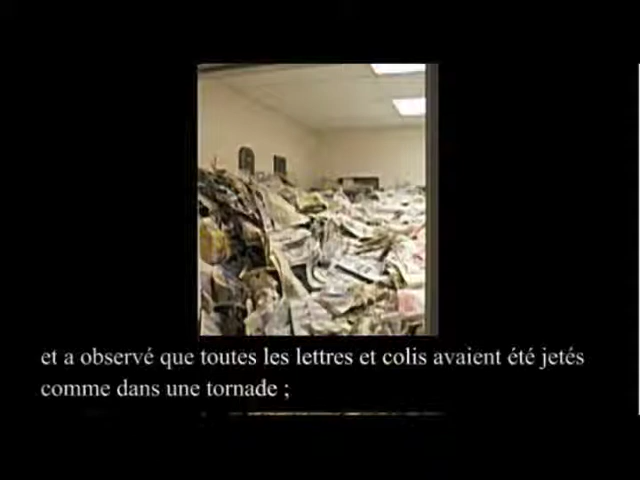 et a observé que toutes les lettres et colis avaient été jetés
comme dans une tornade ;